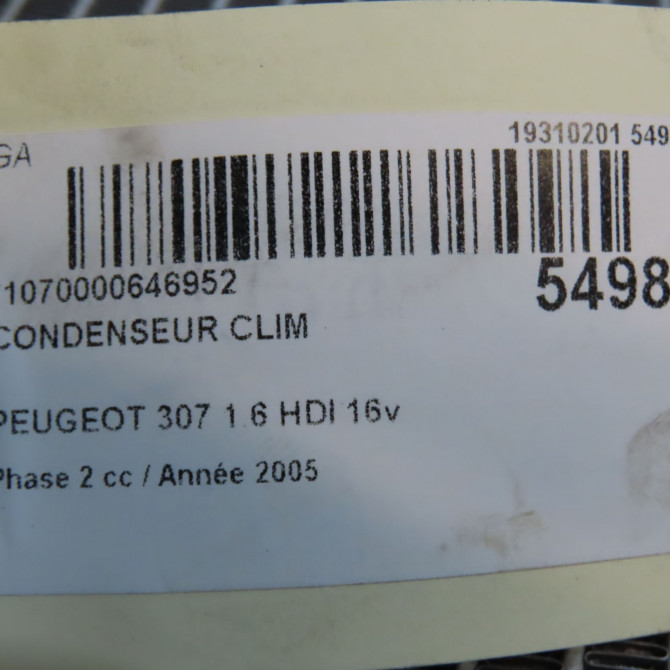 GA
19310201 549
1070000646952
5498
CONDENSEUR CLIM
PEUGEOT 307 1.6 HDI 16v
Phase 2 cc / Année 2005